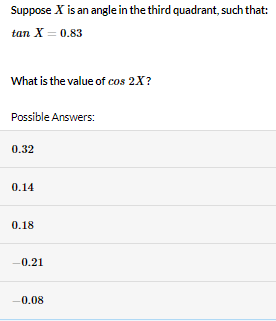 Suppose X is an angle in the third quadrant, such that:
tan X = 0.83
What is the value of cos 2X?
Possible Answers:
0.32
0.14
0.18
−0.21
−0.08